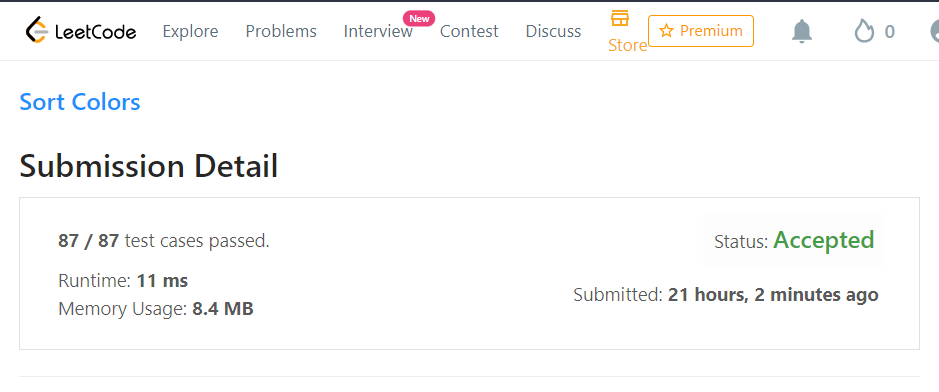 LeetCode Explore Problems Interview New Contest Discuss Store Premium 0
Sort Colors
Submission Detail
87 / 87 test cases passed.
Status: Accepted
Runtime: 11 ms
Submitted: 21 hours, 2 minutes ago
Memory Usage: 8.4 MB